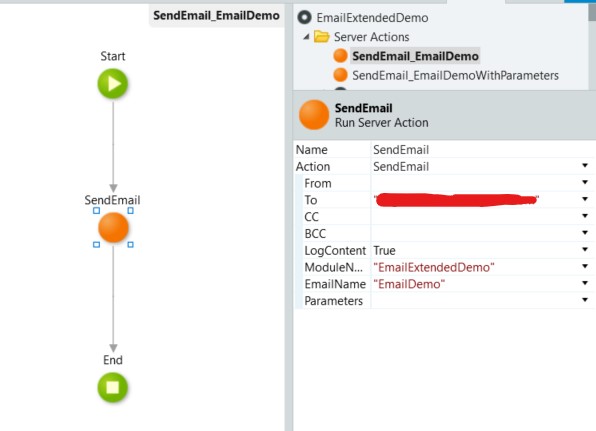 SendEmail_EmailDemo
Start
SendEmail
End
EmailExtendedDemo
Server Actions
SendEmail_EmailDemo
SendEmail_EmailDemoWithParameters
SendEmail
Run Server Action
Name SendEmail
Action SendEmail
From
To " "
CC
BCC
LogContent True
ModuleN... "EmailExtendedDemo"
EmailName "EmailDemo"
Parameters